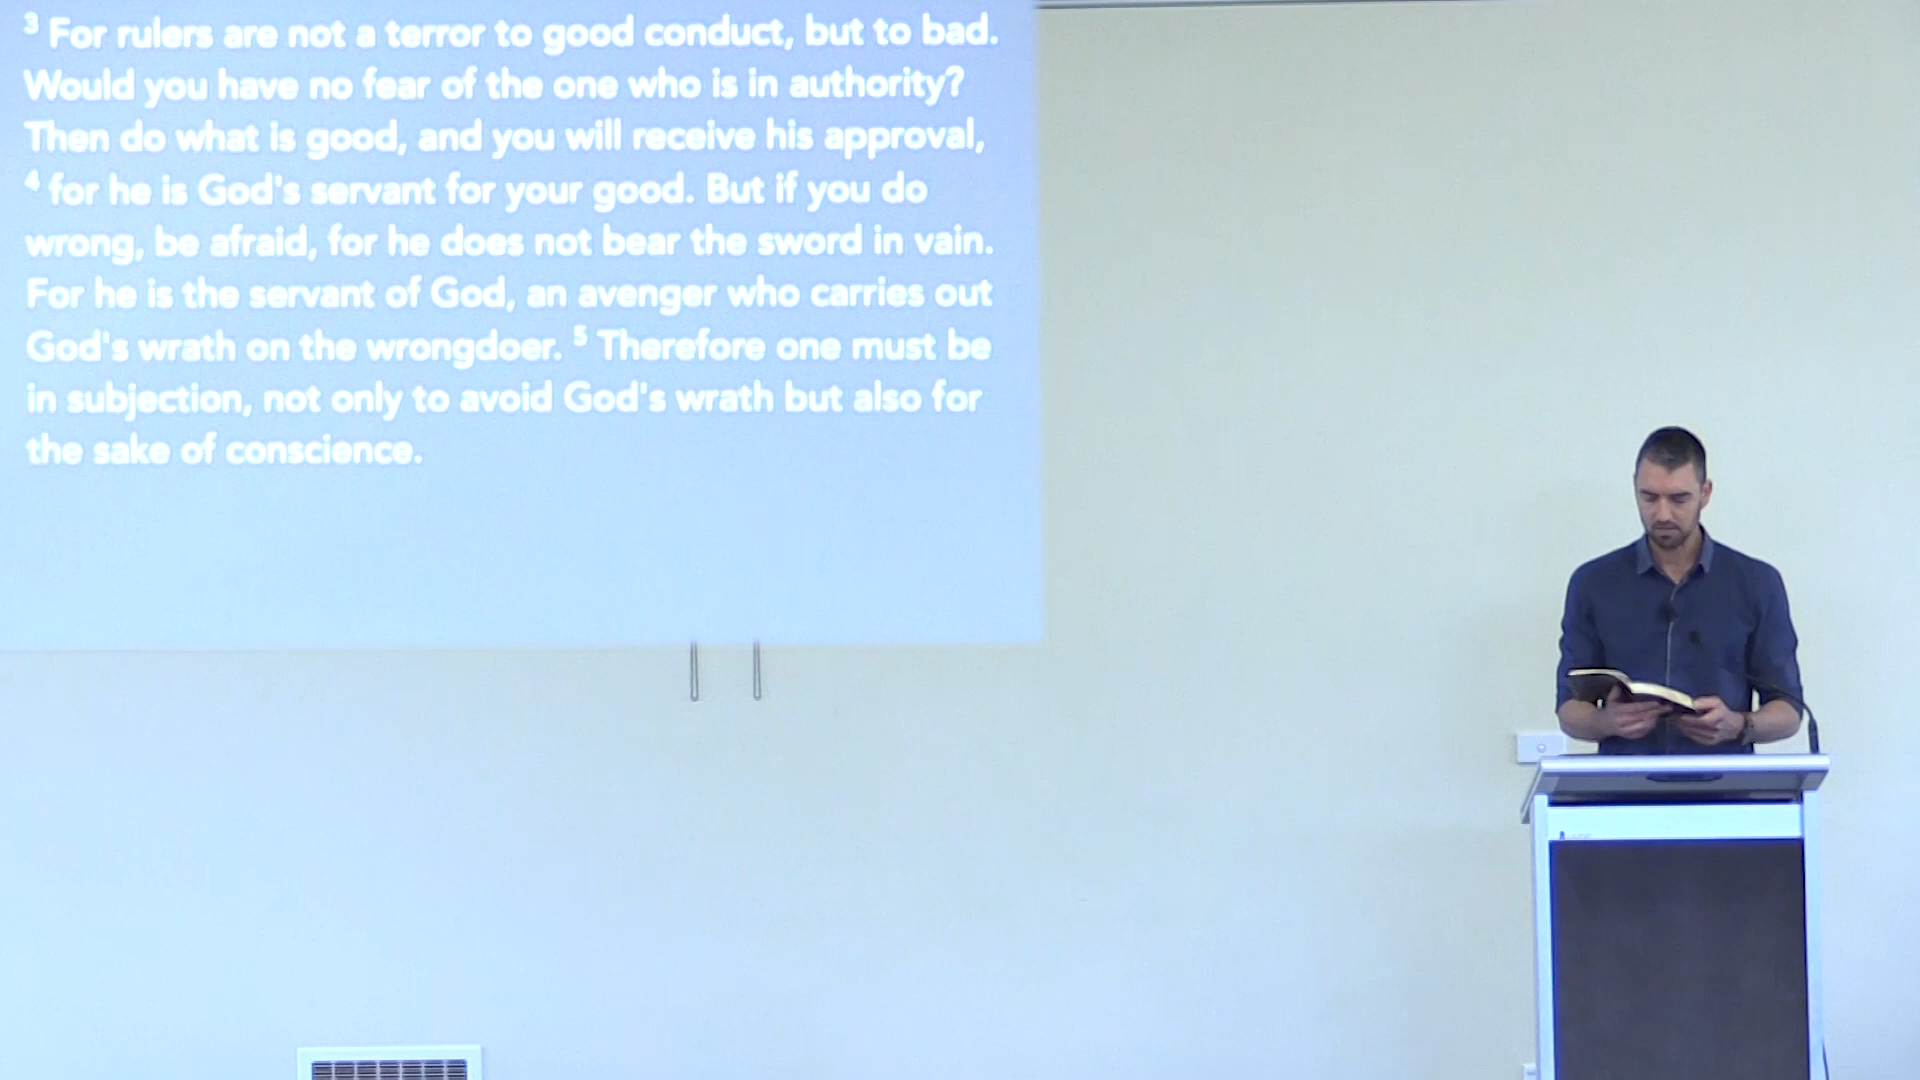 ³ For rulers are not a terror to good conduct, but to bad.
Would you have no fear of the one who is in authority?
Then do what is good, and you will receive his approval,
⁴ for he is God's servant for your good. But if you do
wrong, be afraid, for he does not bear the sword in vain.
For he is the servant of God, an avenger who carries out
God's wrath on the wrongdoer. ⁵ Therefore one must be
in subjection, not only to avoid God's wrath but also for
the sake of conscience.